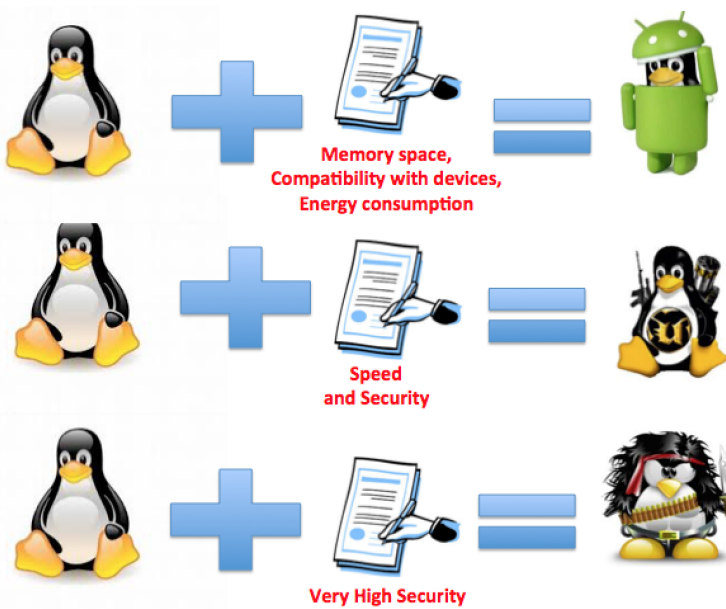 Memory space,
Compatibility with devices,
Energy consumption
Speed
and Security
Very High Security